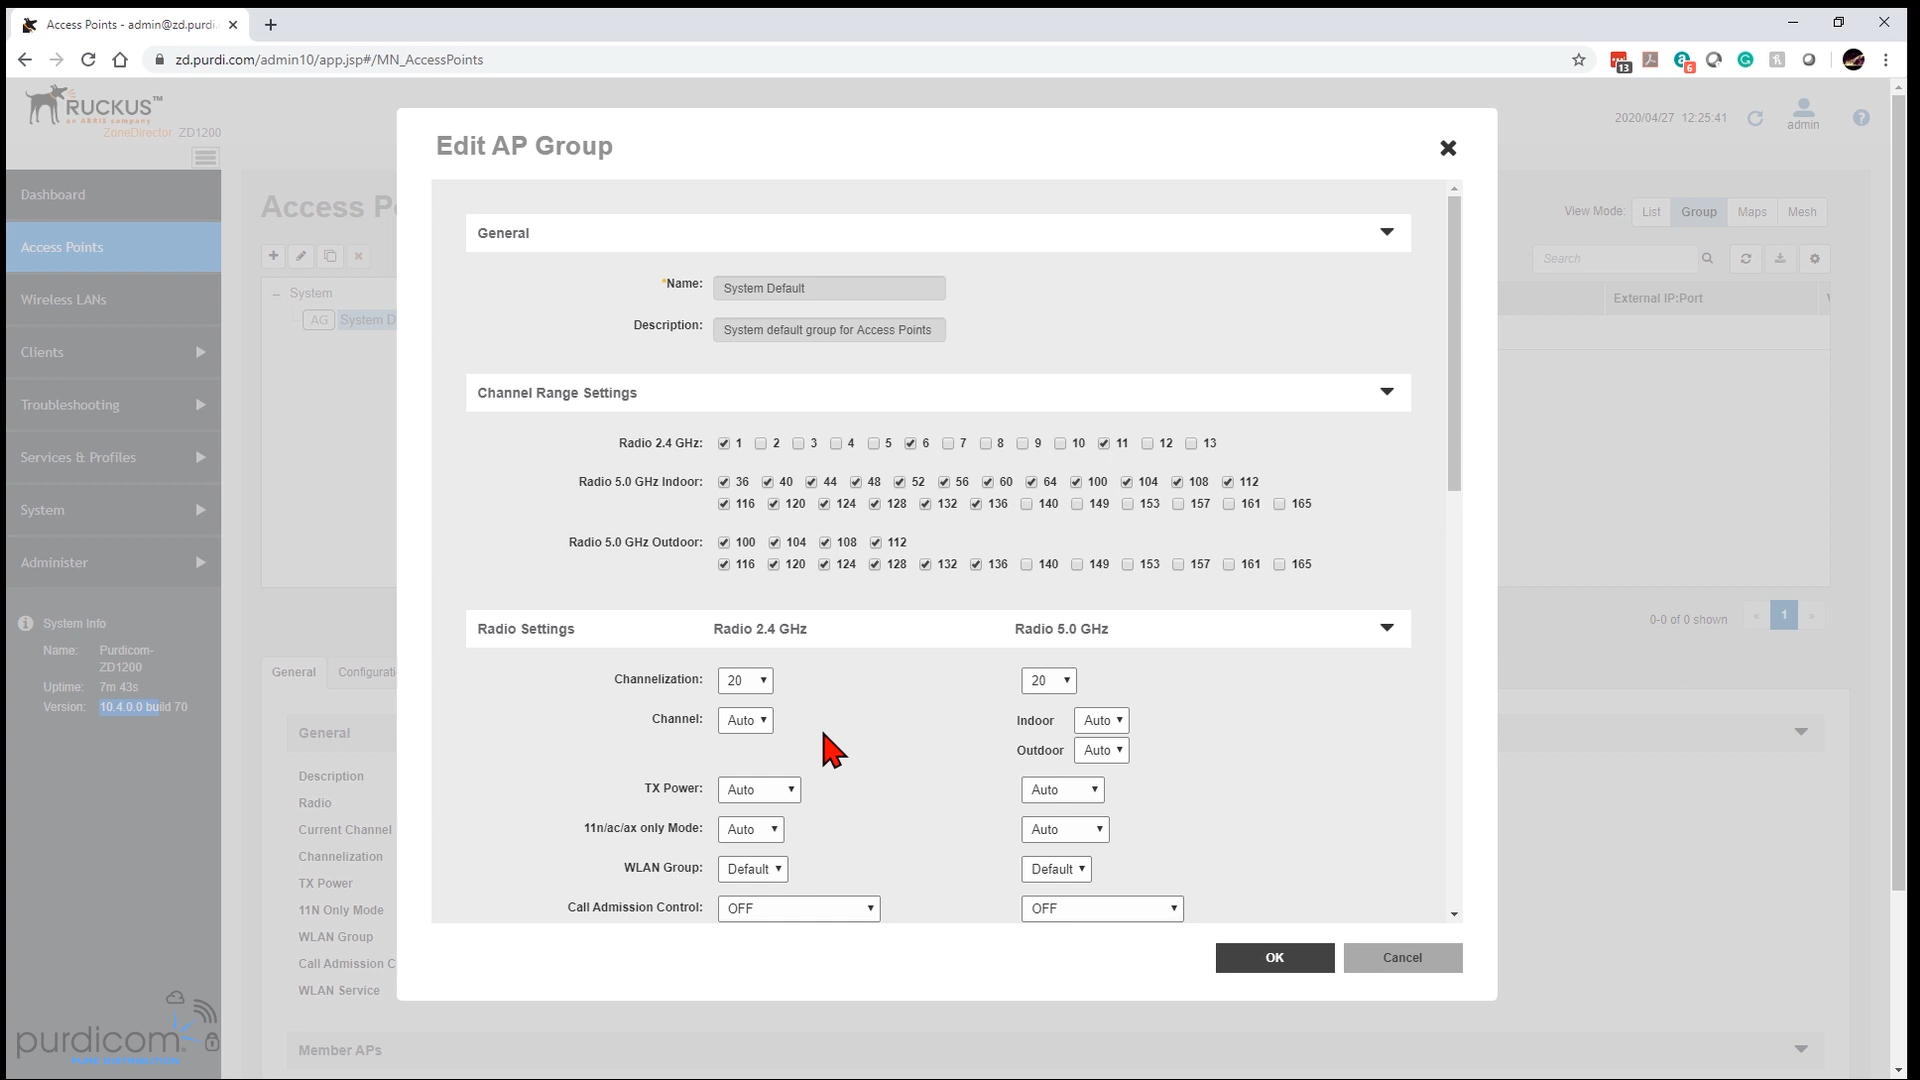 Access Points - admin@zd.purdi.
zd.purdi.com/admin10/app.jsp#/MN_AccessPoints
13
6
RUCKUS™
an ARRIS company
ZoneDirector ZD1200
2020/04/27 12:25:41
admin
Dashboard
Access Points
Wireless LANs
Clients
Troubleshooting
Services & Profiles
System
Administer
System Info
Name: Purdicom-
ZD1200
Uptime: 7m 43s
Version: 10.4.0.0 build 70
purdicom
Access P
View Mode: List Group Maps Mesh
Search
System
AG System D
External IP:Port
0-0 of 0 shown « 1 »
General Configurati
General
Description
Radio
Current Channel
Channelization
TX Power
11N Only Mode
WLAN Group
Call Admission C
WLAN Service
Member APs
Edit AP Group
General
*Name: System Default
Description: System default group for Access Points
Channel Range Settings
Radio 2.4 GHz: 1 2 3 4 5 6 7 8 9 10 11 12 13
Radio 5.0 GHz Indoor: 36 40 44 48 52 56 60 64 100 104 108 112
116 120 124 128 132 136 140 149 153 157 161 165
Radio 5.0 GHz Outdoor: 100 104 108 112
116 120 124 128 132 136 140 149 153 157 161 165
Radio Settings Radio 2.4 GHz Radio 5.0 GHz
Channelization: 20 20
Channel: Auto Indoor Auto
Outdoor Auto
TX Power: Auto Auto
11n/ac/ax only Mode: Auto Auto
WLAN Group: Default Default
Call Admission Control: OFF OFF
OK Cancel